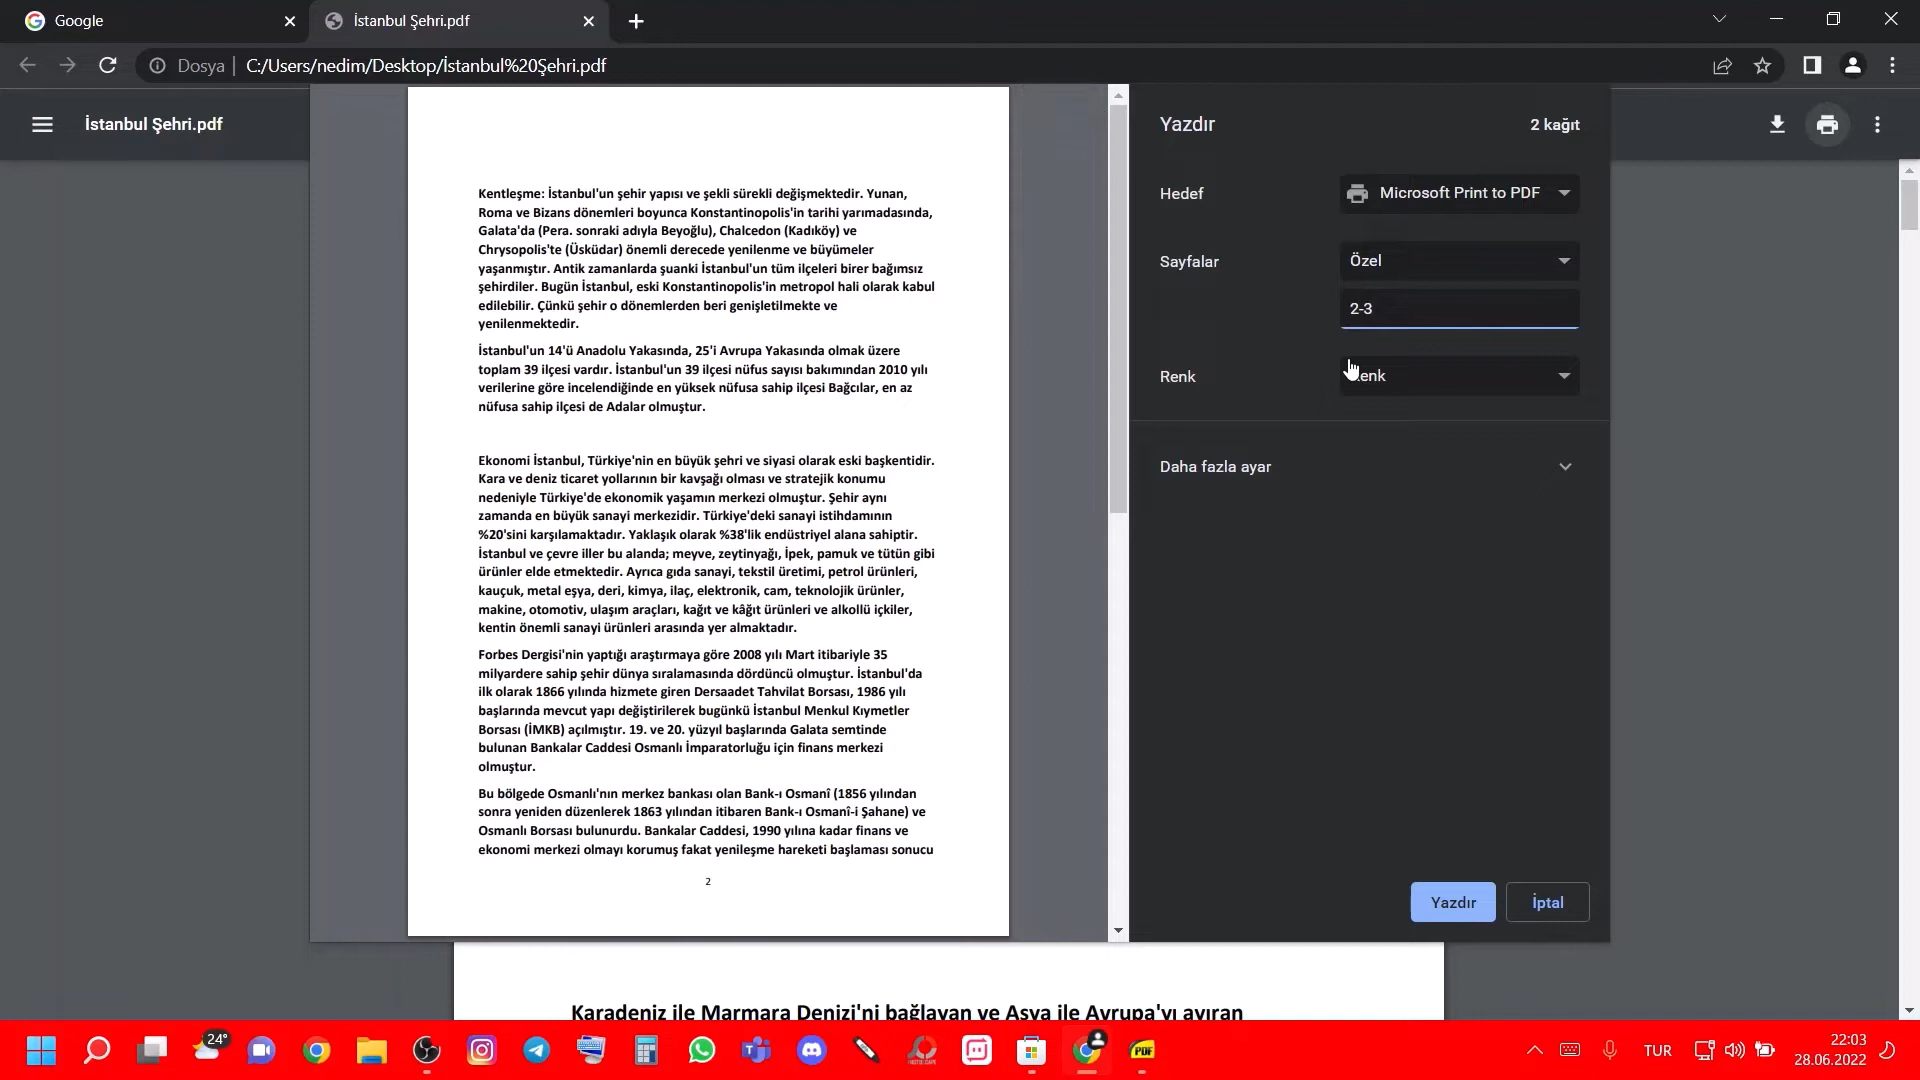 Google
İstanbul Şehri.pdf
Dosya | C:/Users/nedim/Desktop/İstanbul%20Şehri.pdf
İstanbul Şehri.pdf
Kentleşme: İstanbul'un şehir yapısı ve şekli sürekli değişmektedir. Yunan,
Roma ve Bizans dönemleri boyunca Konstantinopolis'in tarihi yarımadasında,
Galata'da (Pera. sonraki adıyla Beyoğlu), Chalcedon (Kadıköy) ve
Chrysopolis'te (Üsküdar) önemli derecede yenilenme ve büyümeler
yaşanmıştır. Antik zamanlarda şuanki İstanbul'un tüm ilçeleri birer bağımsız
şehirdiler. Bugün İstanbul, eski Konstantinopolis'in metropol hali olarak kabul
edilebilir. Çünkü şehir o dönemlerden beri genişletilmekte ve
yenilenmektedir.
İstanbul'un 14'ü Anadolu Yakasında, 25'i Avrupa Yakasında olmak üzere
toplam 39 ilçesi vardır. İstanbul'un 39 ilçesi nüfus sayısı bakımından 2010 yılı
verilerine göre incelendiğinde en yüksek nüfusa sahip ilçesi Bağcılar, en az
nüfusa sahip ilçesi de Adalar olmuştur.
Ekonomi İstanbul, Türkiye'nin en büyük şehri ve siyasi olarak eski başkentidir.
Kara ve deniz ticaret yollarının bir kavşağı olması ve stratejik konumu
nedeniyle Türkiye'de ekonomik yaşamın merkezi olmuştur. Şehir aynı
zamanda en büyük sanayi merkezidir. Türkiye'deki sanayi istihdamının
%20'sini karşılamaktadır. Yaklaşık olarak %38'lik endüstriyel alana sahiptir.
İstanbul ve çevre iller bu alanda; meyve, zeytinyağı, İpek, pamuk ve tütün gibi
ürünler elde etmektedir. Ayrıca gıda sanayi, tekstil üretimi, petrol ürünleri,
kauçuk, metal eşya, deri, kimya, ilaç, elektronik, cam, teknolojik ürünler,
makine, otomotiv, ulaşım araçları, kağıt ve kâğıt ürünleri ve alkollü içkiler,
kentin önemli sanayi ürünleri arasında yer almaktadır.
Forbes Dergisi'nin yaptığı araştırmaya göre 2008 yılı Mart itibariyle 35
milyardere sahip şehir dünya sıralamasında dördüncü olmuştur. İstanbul'da
ilk olarak 1866 yılında hizmete giren Dersaadet Tahvilat Borsası, 1986 yılı
başlarında mevcut yapı değiştirilerek bugünkü İstanbul Menkul Kıymetler
Borsası (İMKB) açılmıştır. 19. ve 20. yüzyıl başlarında Galata semtinde
bulunan Bankalar Caddesi Osmanlı İmparatorluğu için finans merkezi
olmuştur.
Bu bölgede Osmanlı'nın merkez bankası olan Bank-ı Osmanî (1856 yılından
sonra yeniden düzenlerek 1863 yılından itibaren Bank-ı Osmanî-i Şahane) ve
Osmanlı Borsası bulunurdu. Bankalar Caddesi, 1990 yılına kadar finans ve
ekonomi merkezi olmayı korumuş fakat yenileşme hareketi başlaması sonucu
2
Yazdır
2 kağıt
Hedef
Microsoft Print to PDF
Sayfalar
Özel
2-3
Renk
enk
Daha fazla ayar
Yazdır
İptal
Karadeniz ile Marmara Denizi'ni bağlayan ve Asya ile Avrupa'yı ayıran
24°
PDF
TUR
22:03
28.06.2022